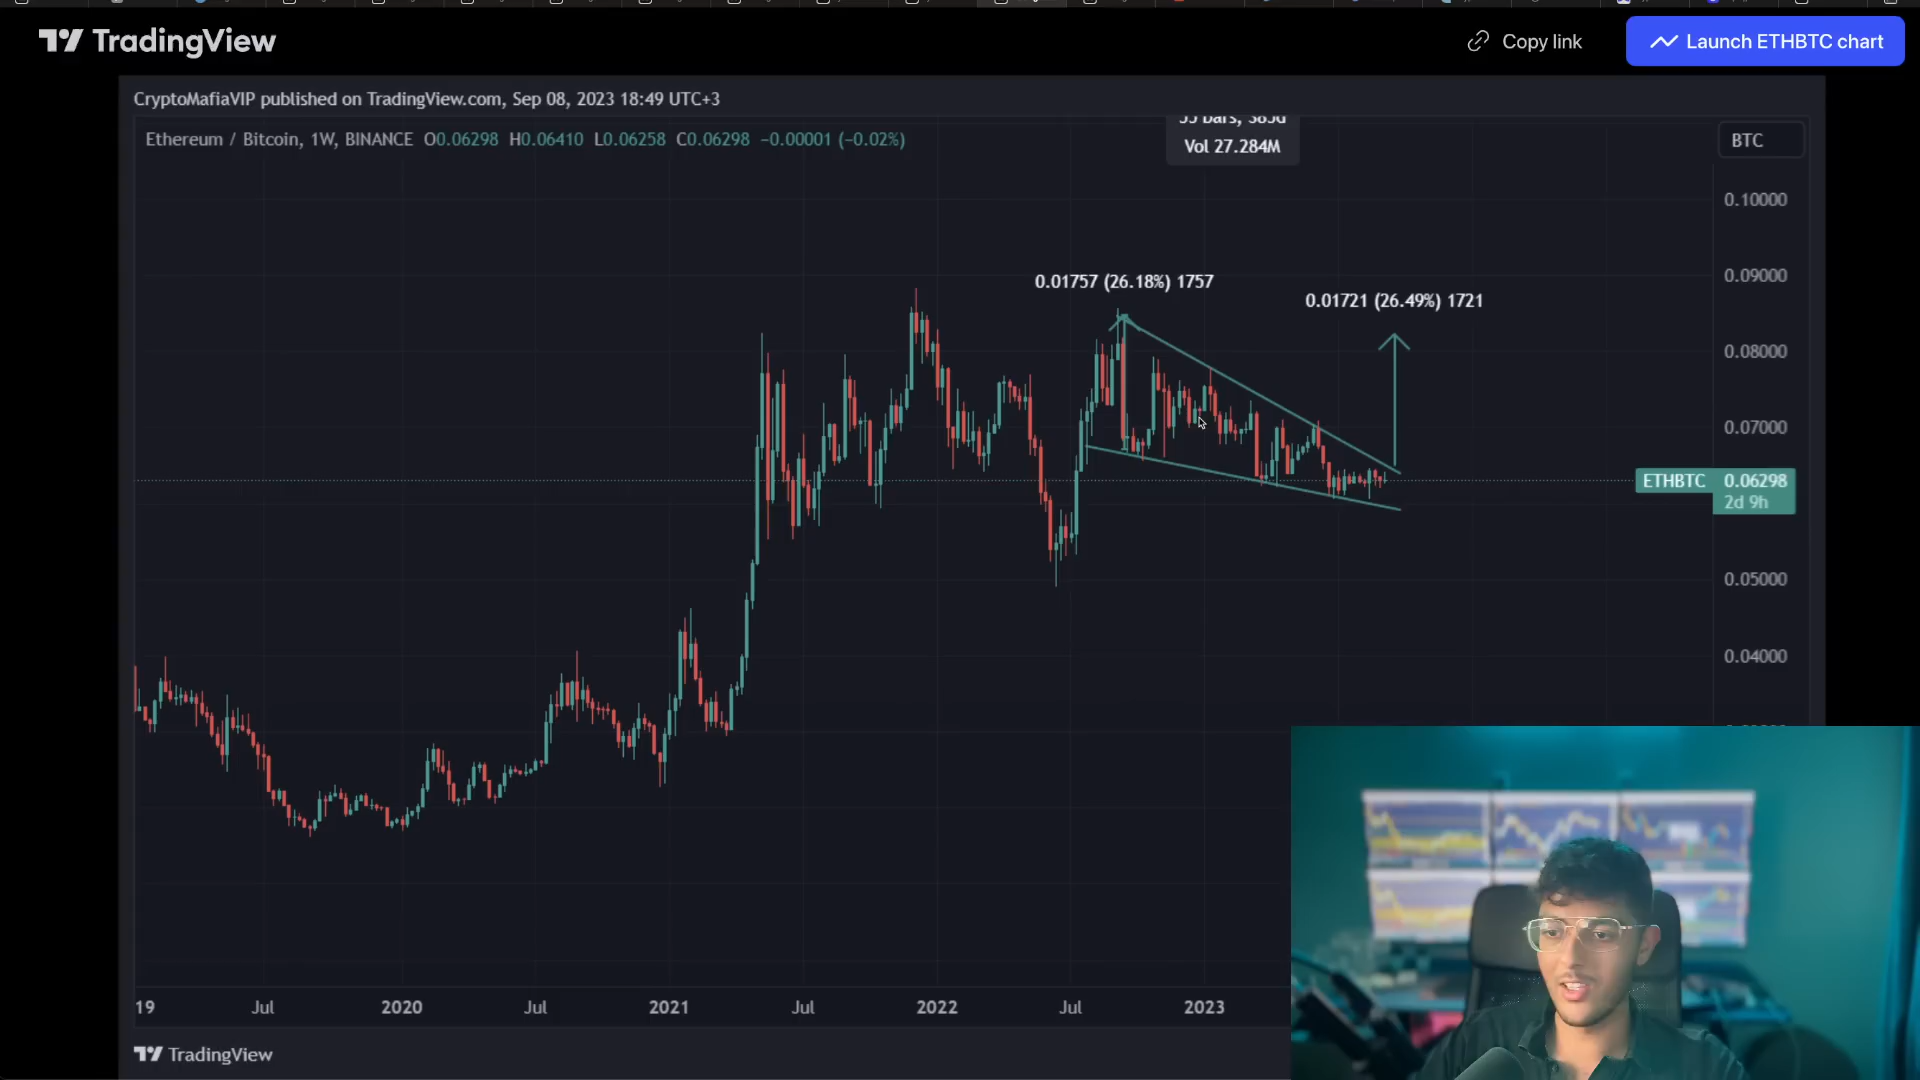 TradingView
Copy link
Launch ETHBTC chart
CryptoMafiaVIP published on TradingView.com, Sep 08, 2023 18:49 UTC+3
Ethereum / Bitcoin, 1W, BINANCE O0.06298 H0.06410 L0.06258 C0.06298 −0.00001 (−0.02%)
55 bars, 385d
Vol 27.284M
BTC
0.10000
0.09000
0.01757 (26.18%) 1757
0.01721 (26.49%) 1721
0.08000
0.07000
ETHBTC 0.06298
2d 9h
0.05000
0.04000
19 Jul 2020 Jul 2021 Jul 2022 Jul 2023
TradingView